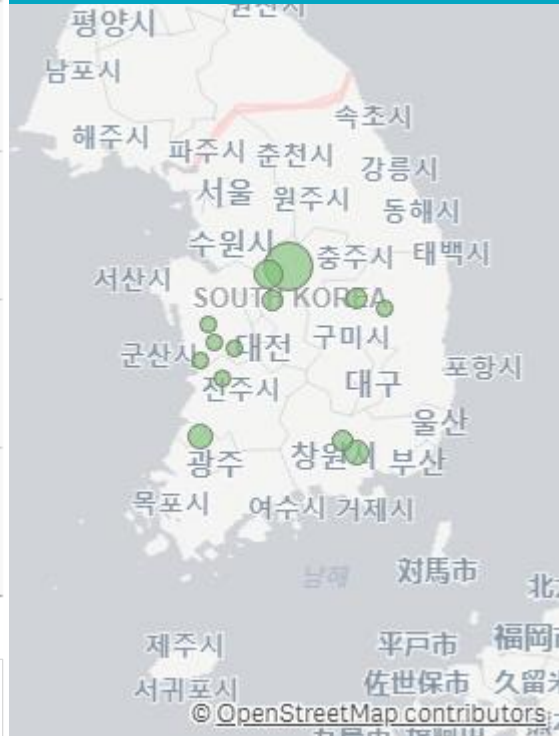 평양시
남포시
속초시
해주시
파주시 춘천시
강릉시
서울 원주시
동해시
수원시
충주시 태백시
서산시
SOUTH KOREA
구미시
대전
군산시
포항시
전주시
대구
울산
창원시
부산
광주
목포시
여수시 거제시
남해
対馬市
제주시
平戸市
福岡
서귀포시
佐世保市
久留米
© OpenStreetMap contributors